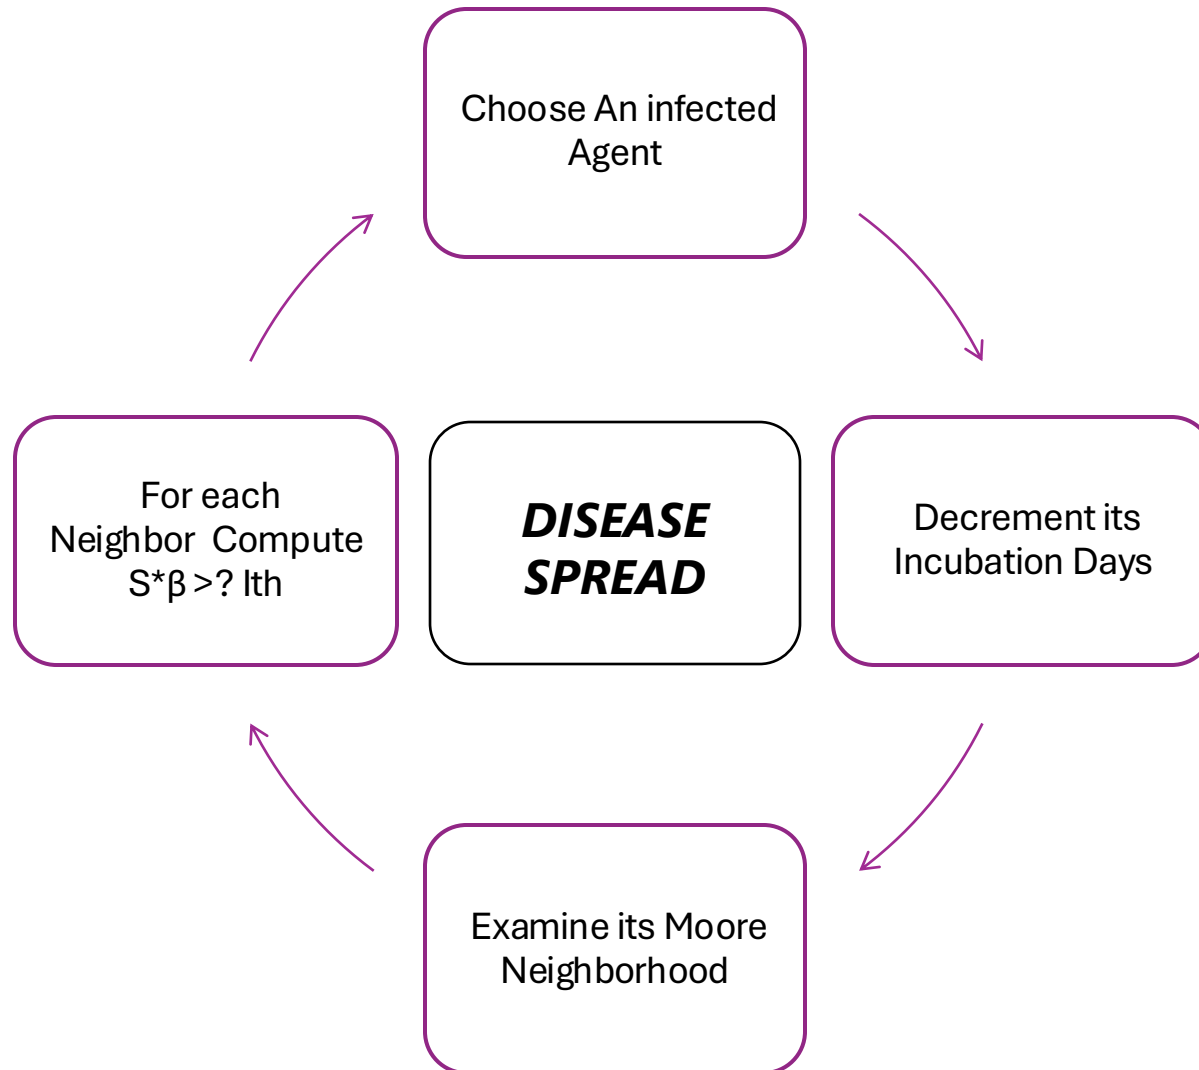 Choose An infected
Agent
For each
Neighbor Compute
S*β >? Ith
DISEASE
SPREAD
Decrement its
Incubation Days
Examine its Moore
Neighborhood